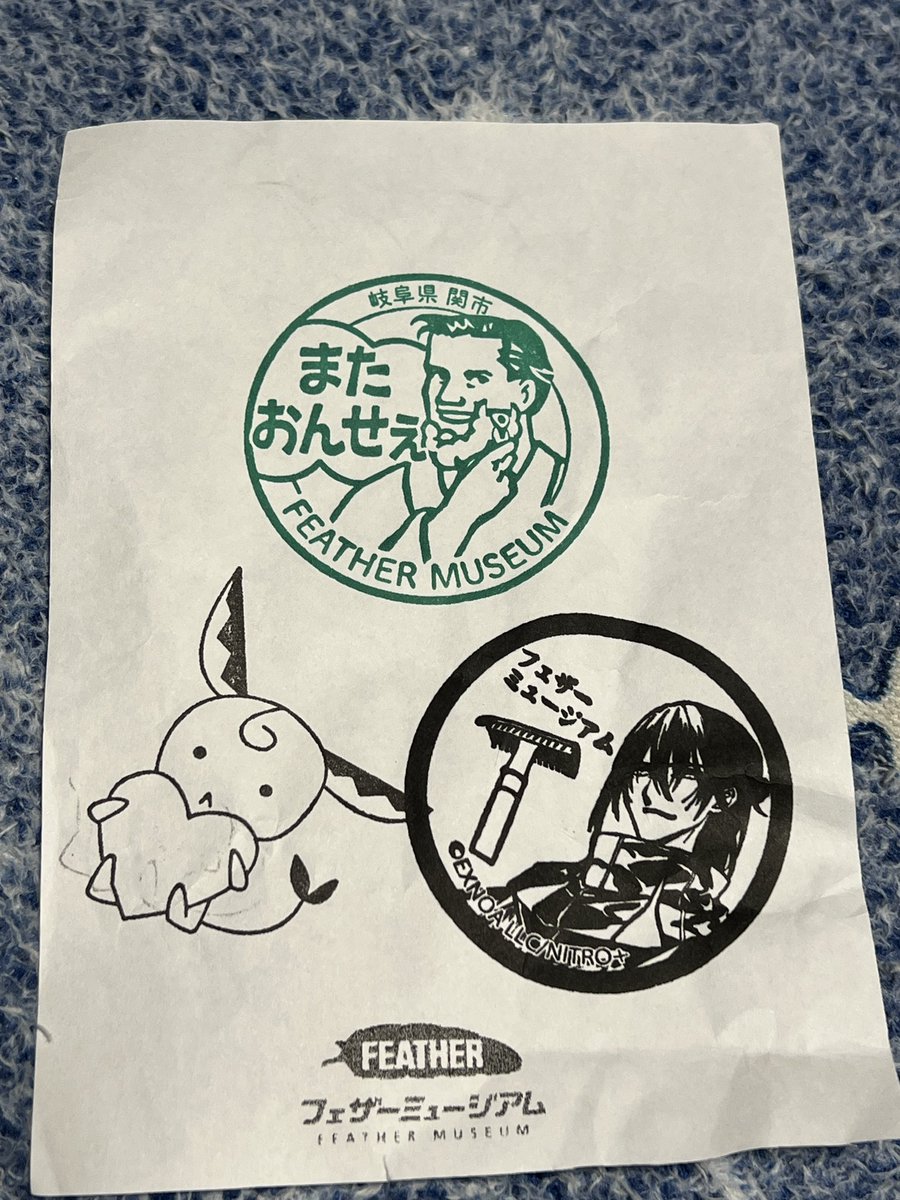 岐阜県 関市
また
おんせぇ
FEATHER MUSEUM
フェザー
ミュージアム
©EXNOA LLC/NITRO☆
FEATHER
フェザーミュージアム
FEATHER MUSEUM